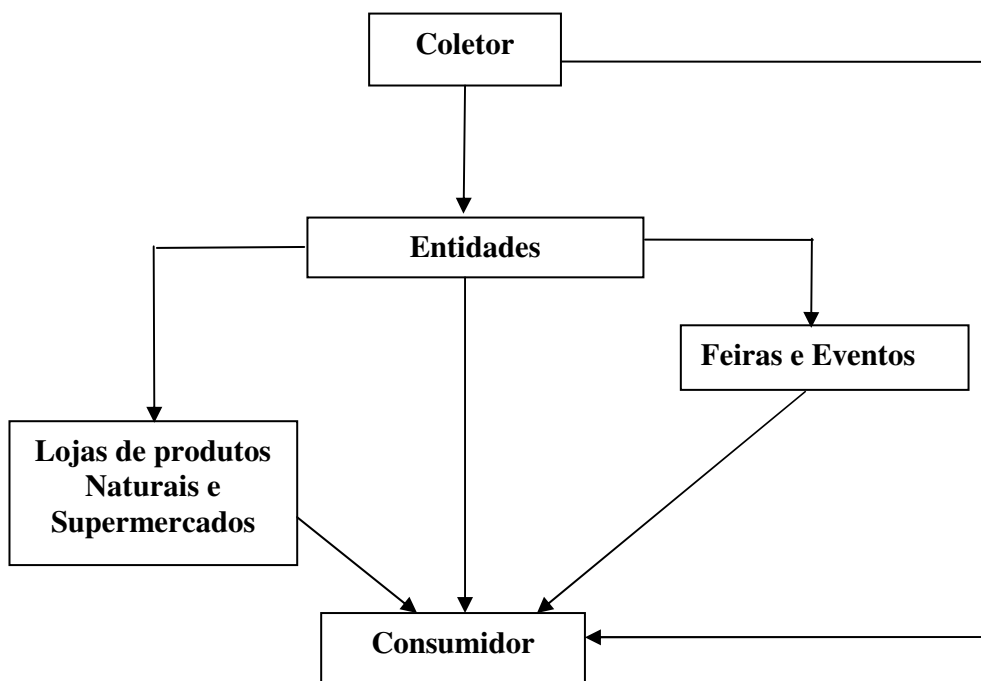 Coletor
Entidades
Feiras e Eventos
Lojas de produtos
Naturais e
Supermercados
Consumidor